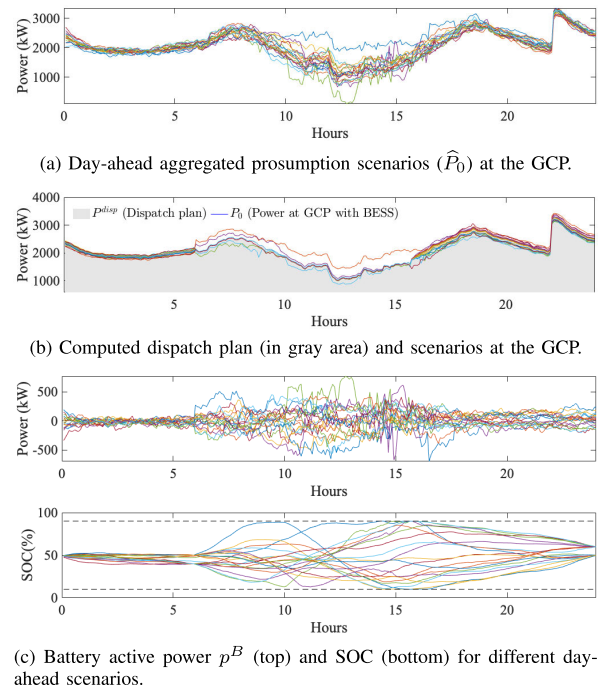 3000
2000
1000
Power (kW)
0 5 10 15 20
Hours
(a) Day-ahead aggregated prosumption scenarios (P̂₀) at the GCP.
4000
3000
2000
1000
Power (kW)
P^disp (Dispatch plan) P₀ (Power at GCP with BESS)
5 10 15 20
Hours
(b) Computed dispatch plan (in gray area) and scenarios at the GCP.
500
0
-500
Power (kW)
0 5 10 15 20
Hours
100
50
0
SOC(%)
0 5 10 15 20
Hours
(c) Battery active power p^B (top) and SOC (bottom) for different day-
ahead scenarios.